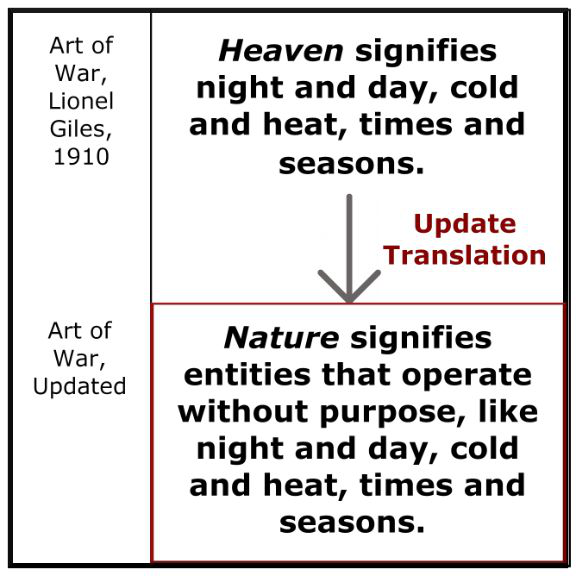 Art of
War,
Lionel
Giles,
1910
Heaven signifies
night and day, cold
and heat, times and
seasons.
Update
Translation
Art of
War,
Updated
Nature signifies
entities that operate
without purpose, like
night and day, cold
and heat, times and
seasons.